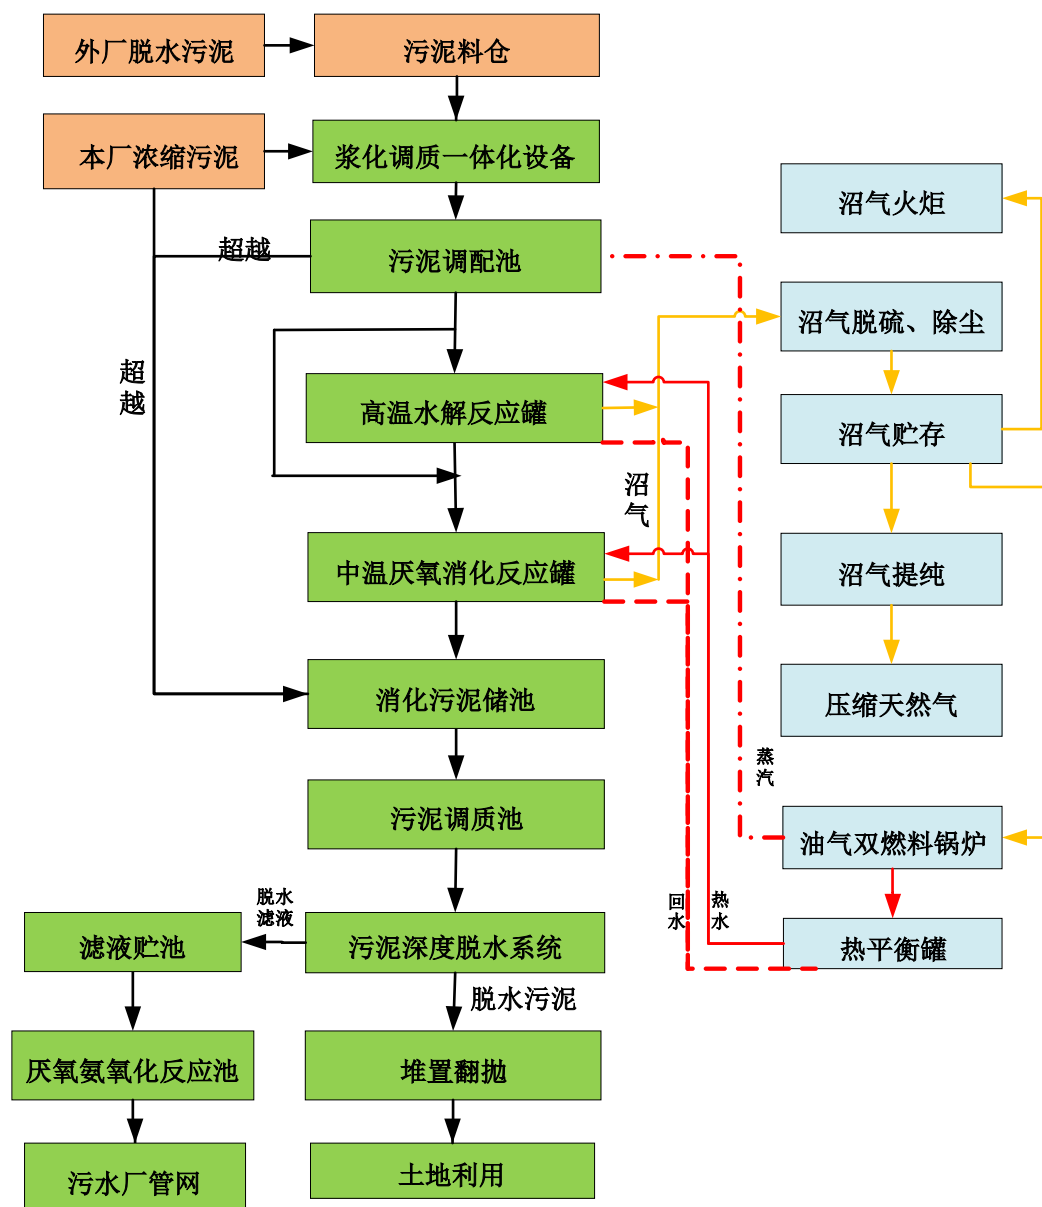 外厂脱水污泥
污泥料仓
本厂浓缩污泥
浆化调质一体化设备
沼气火炬
超越
污泥调配池
沼气脱硫、除尘
超
越
高温水解反应罐
沼气贮存
沼
气
中温厌氧消化反应罐
沼气提纯
消化污泥储池
压缩天然气
蒸
汽
污泥调质池
油气双燃料锅炉
脱水
滤液
回
水
热
水
滤液贮池
污泥深度脱水系统
热平衡罐
脱水污泥
厌氧氨氧化反应池
堆置翻抛
污水厂管网
土地利用